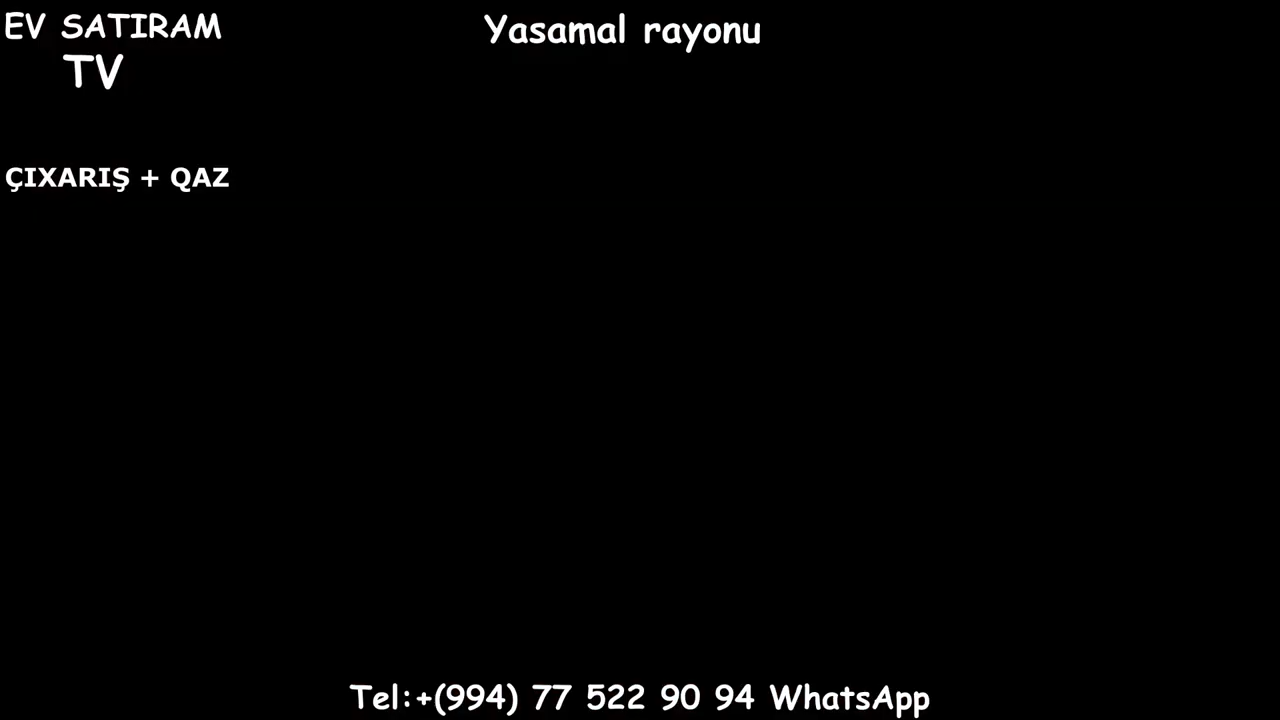 EV SATIRAM
TV
Yasamal rayonu
ÇIXARIŞ + QAZ
Tel:+(994) 77 522 90 94 WhatsApp